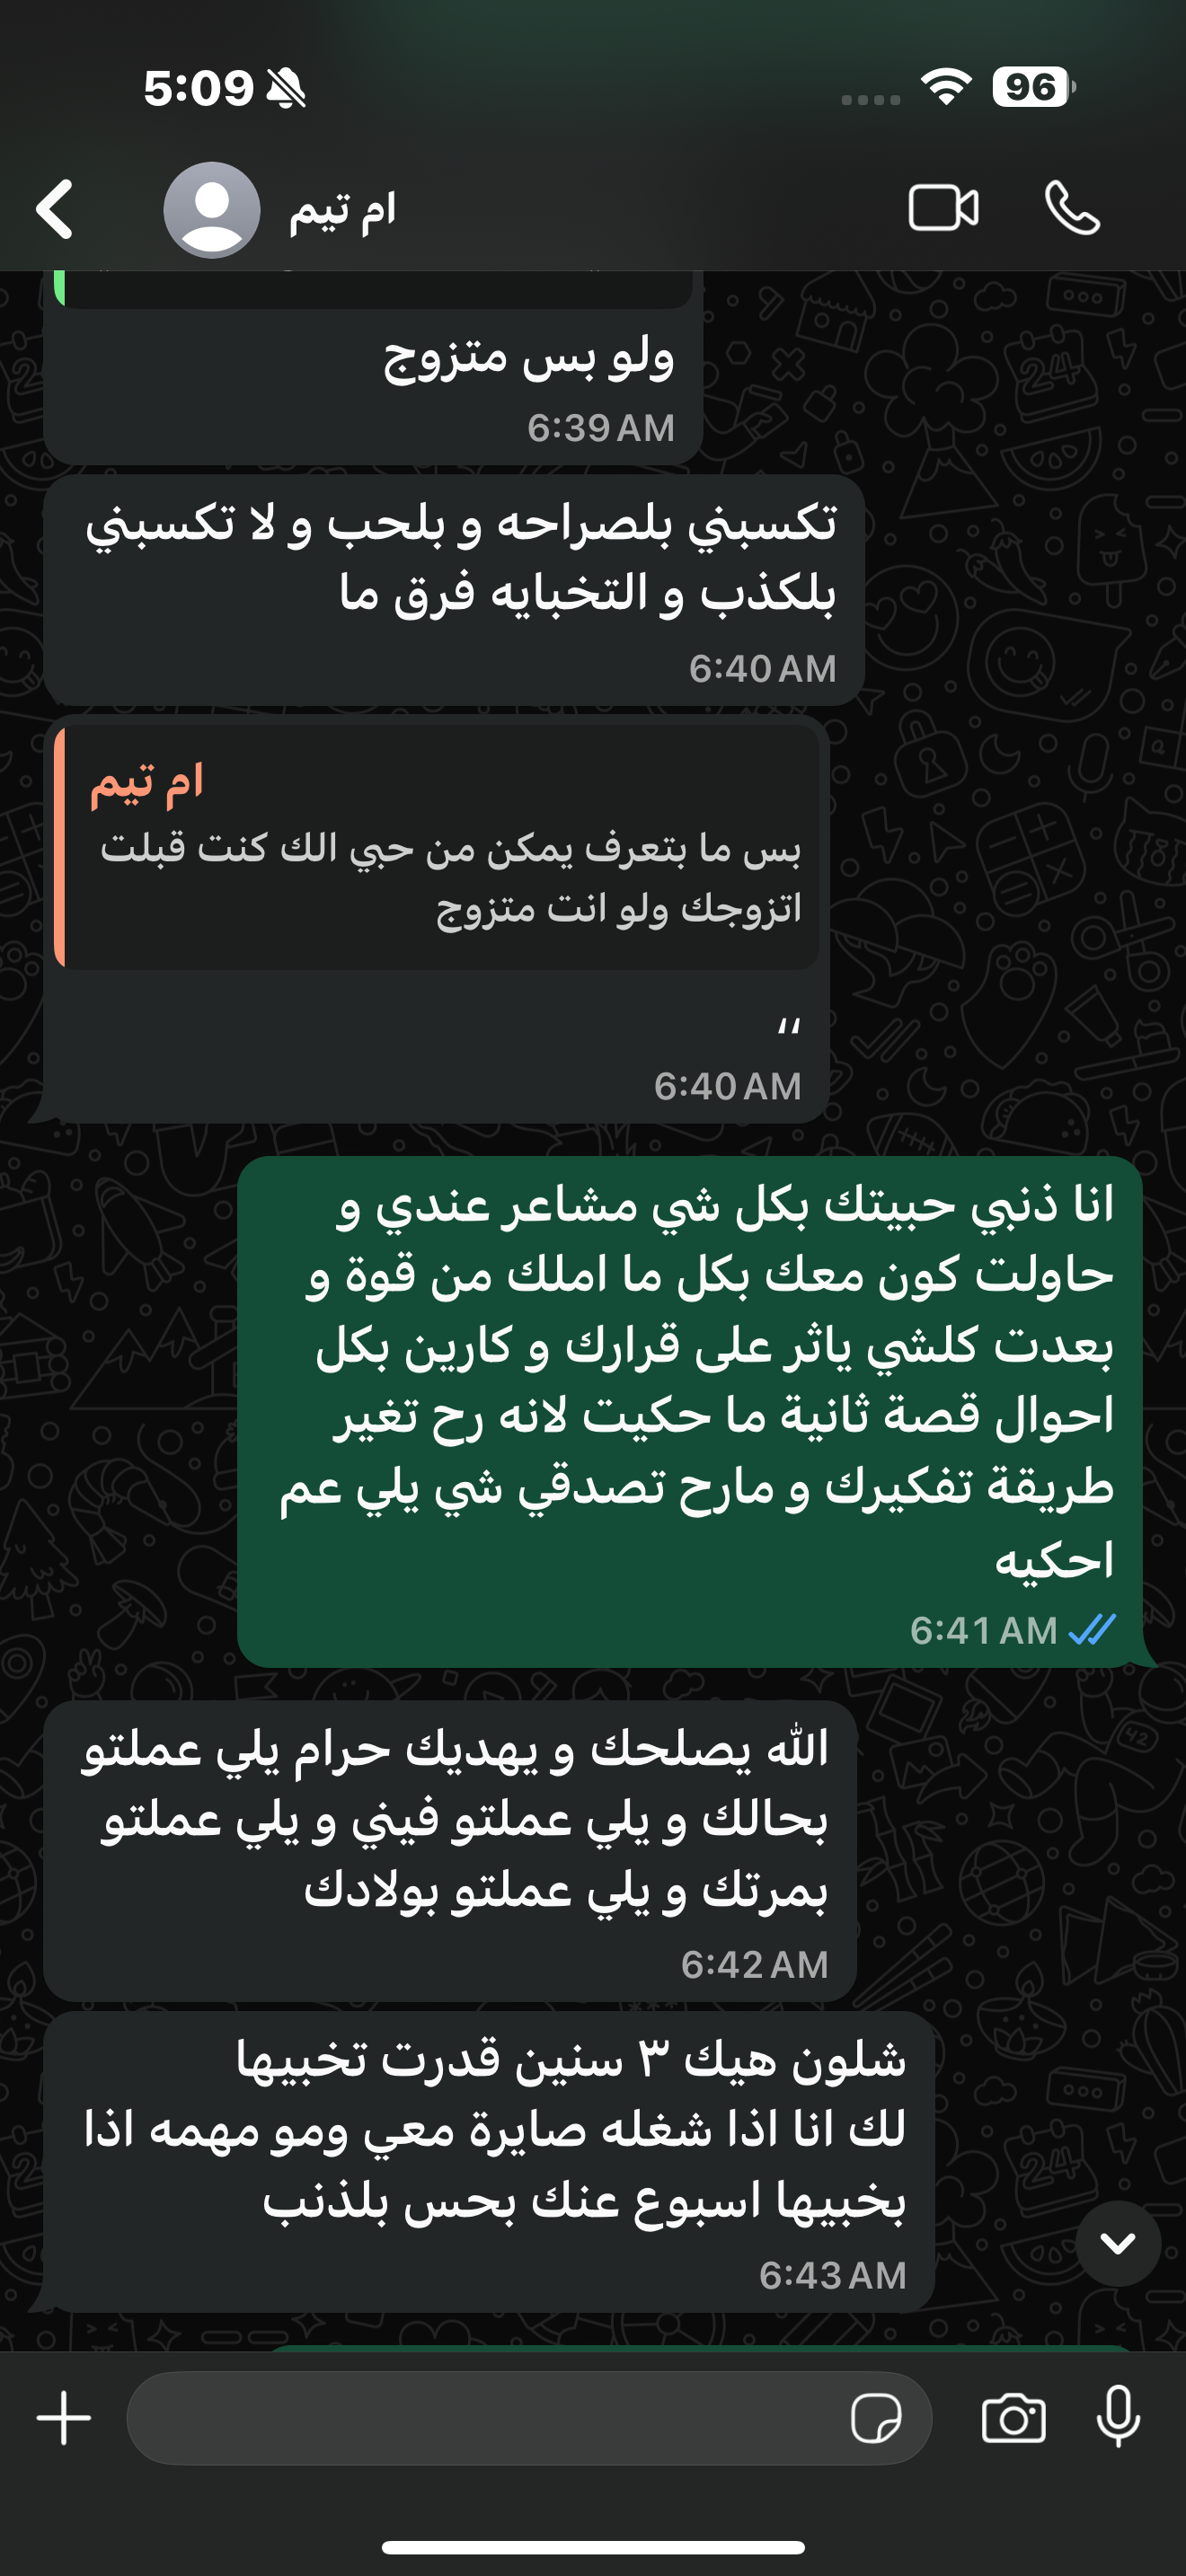 5:09
96
ام تيم
ولو بس متزوج
6:39 AM
تكسبني بلصراحه و بلحب و لا تكسبني
بلكذب و التخبايه فرق ما
6:40 AM
ام تيم
بس ما بتعرف يمكن من حبي الك كنت قبلت
اتزوجك ولو انت متزوج
،،
6:40 AM
انا ذنبي حبيتك بكل شي مشاعر عندي و
حاولت كون معك بكل ما املك من قوة و
بعدت كلشي ياثر على قرارك و كارين بكل
احوال قصة ثانية ما حكيت لانه رح تغير
طريقة تفكيرك و مارح تصدقي شي يلي عم
احكيه
6:41 AM
الله يصلحك و يهديك حرام يلي عملتو
بحالك و يلي عملتو فيني و يلي عملتو
بمرتك و يلي عملتو بولادك
6:42 AM
شلون هيك ٣ سنين قدرت تخبيها
لك انا اذا شغله صايرة معي ومو مهمه اذا
بخبيها اسبوع عنك بحس بلذنب
6:43 AM